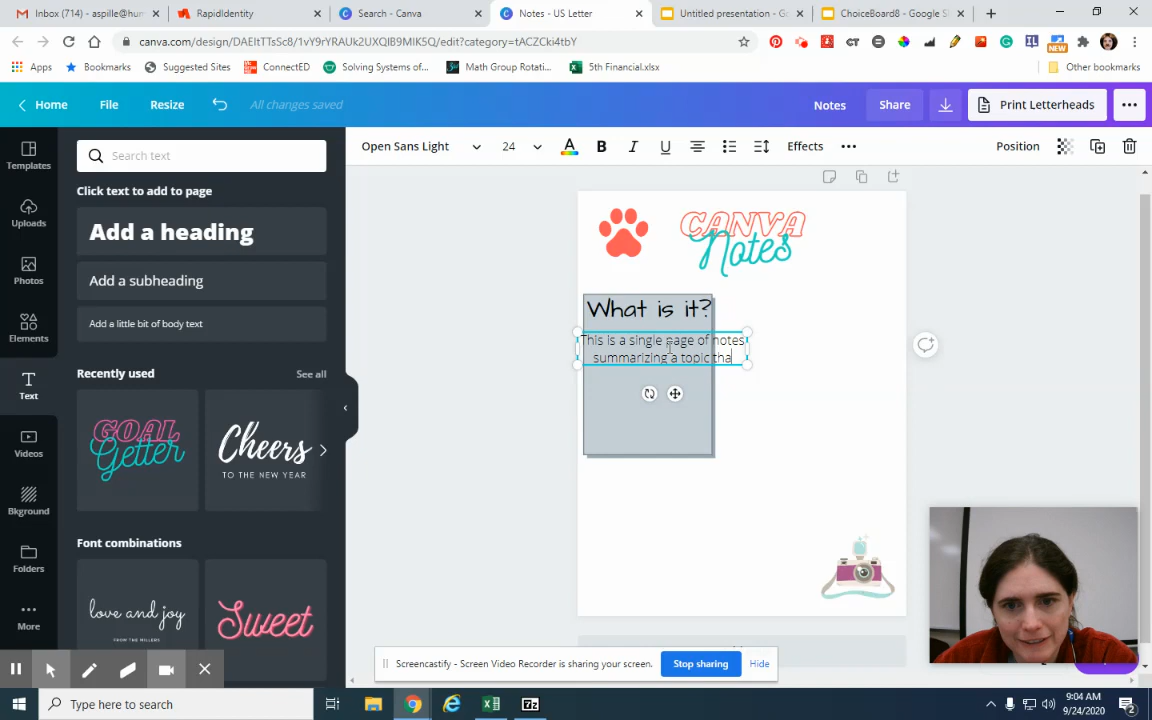 Inbox (714) - aspille@hum
RapidIdentity
Search - Canva
Notes - US Letter
Untitled presentation - G
ChoiceBoard8 - Google Sl
canva.com/design/DAEItTTsSc8/1vY9rYRAUk2UXQlB9MIK5Q/edit?category=tACZCki4tbY
Apps
Bookmarks
Suggested Sites
ConnectED
Solving Systems of...
Math Group Rotati...
5th Financial.xlsx
Other bookmarks
Home
File
Resize
All changes saved
Notes
Share
Print Letterheads
Templates
Uploads
Photos
Elements
Text
Videos
Bkground
Folders
More
Search text
Click text to add to page
Add a heading
Add a subheading
Add a little bit of body text
Recently used
See all
GOAL
Getter
Cheers
TO THE NEW YEAR
Font combinations
love and joy
FROM THE MILLERS
Sweet
Open Sans Light
24
A
B
I
U
Effects
Position
CANVA
Notes
What is it?
This is a single page of notes
summarizing a topic tha
Screencastify - Screen Video Recorder is sharing your screen.
Stop sharing
Hide
Type here to search
9:04 AM
9/24/2020